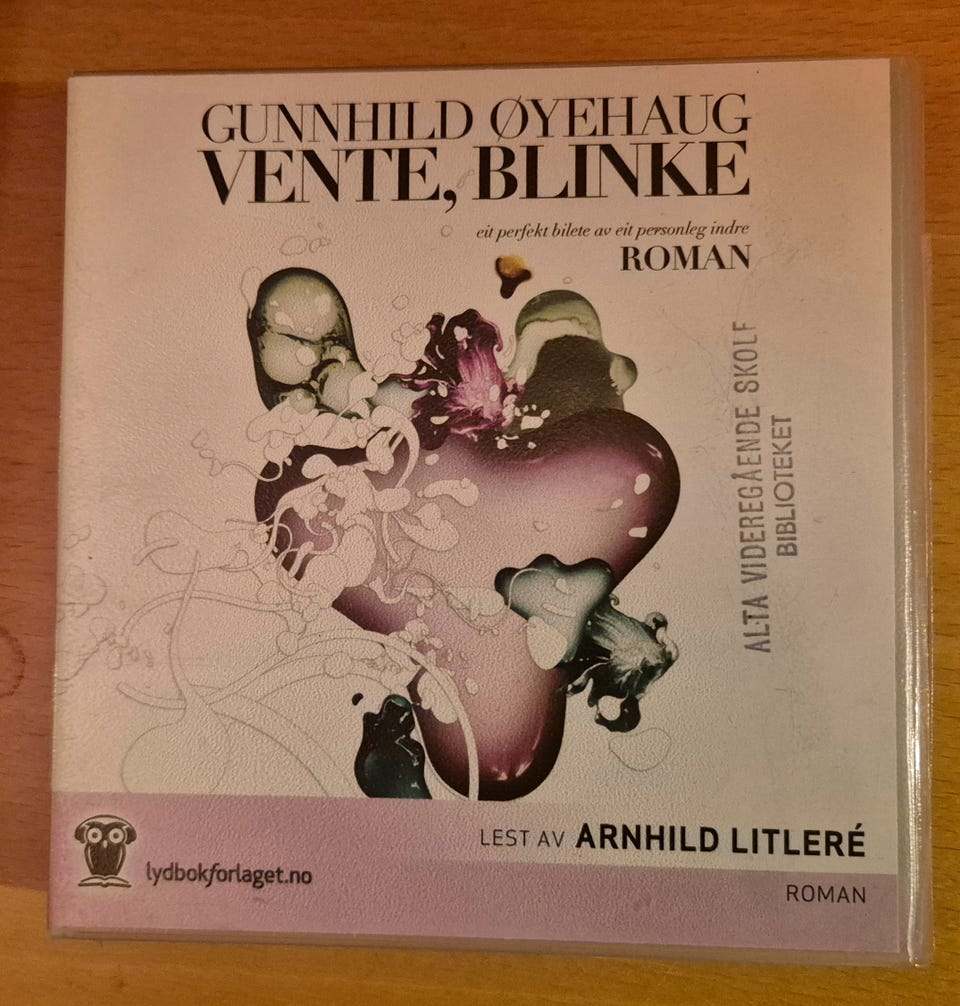 GUNNHILD ØYEHAUG
VENTE, BLINKE
eit perfekt bilete av eit personleg indre
ROMAN
ALTA VIDEREGÅENDE SKOLE
BIBLIOTEKET
LEST AV ARNHILD LITLERÉ
lydbokforlaget.no
ROMAN